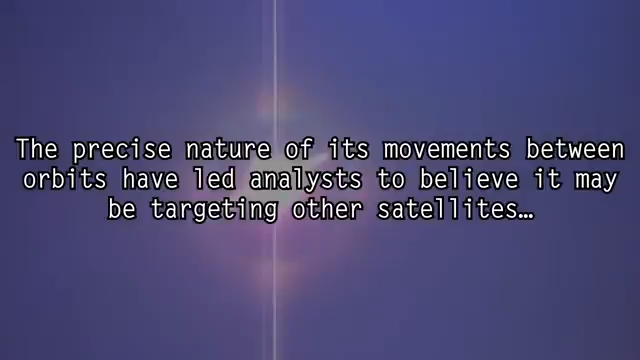 The precise nature of its movements between
orbits have led analysts to believe it may
be targeting other satellites…